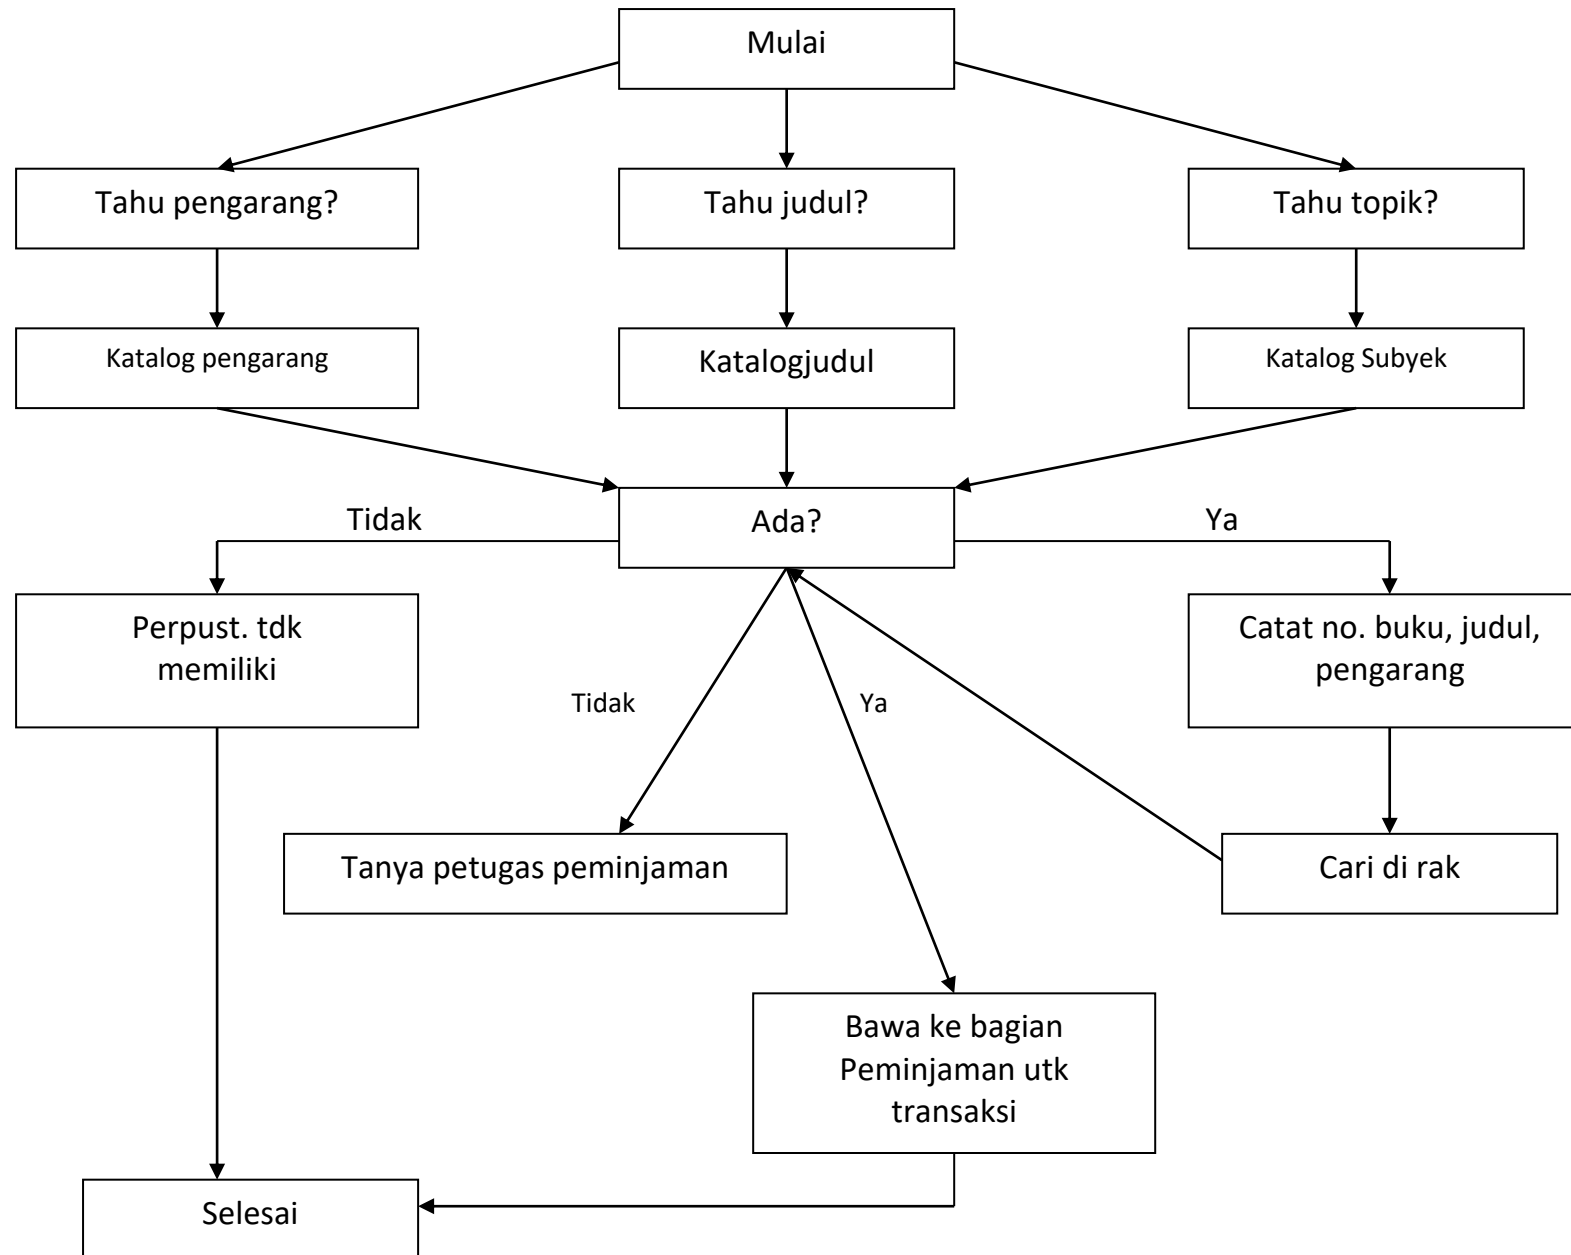 Mulai
Tahu pengarang?
Tahu judul?
Tahu topik?
Katalog pengarang
Katalogjudul
Katalog Subyek
Ada?
Tidak
Ya
Perpust. tdk
memiliki
Catat no. buku, judul,
pengarang
Tidak
Ya
Tanya petugas peminjaman
Cari di rak
Bawa ke bagian
Peminjaman utk
transaksi
Selesai